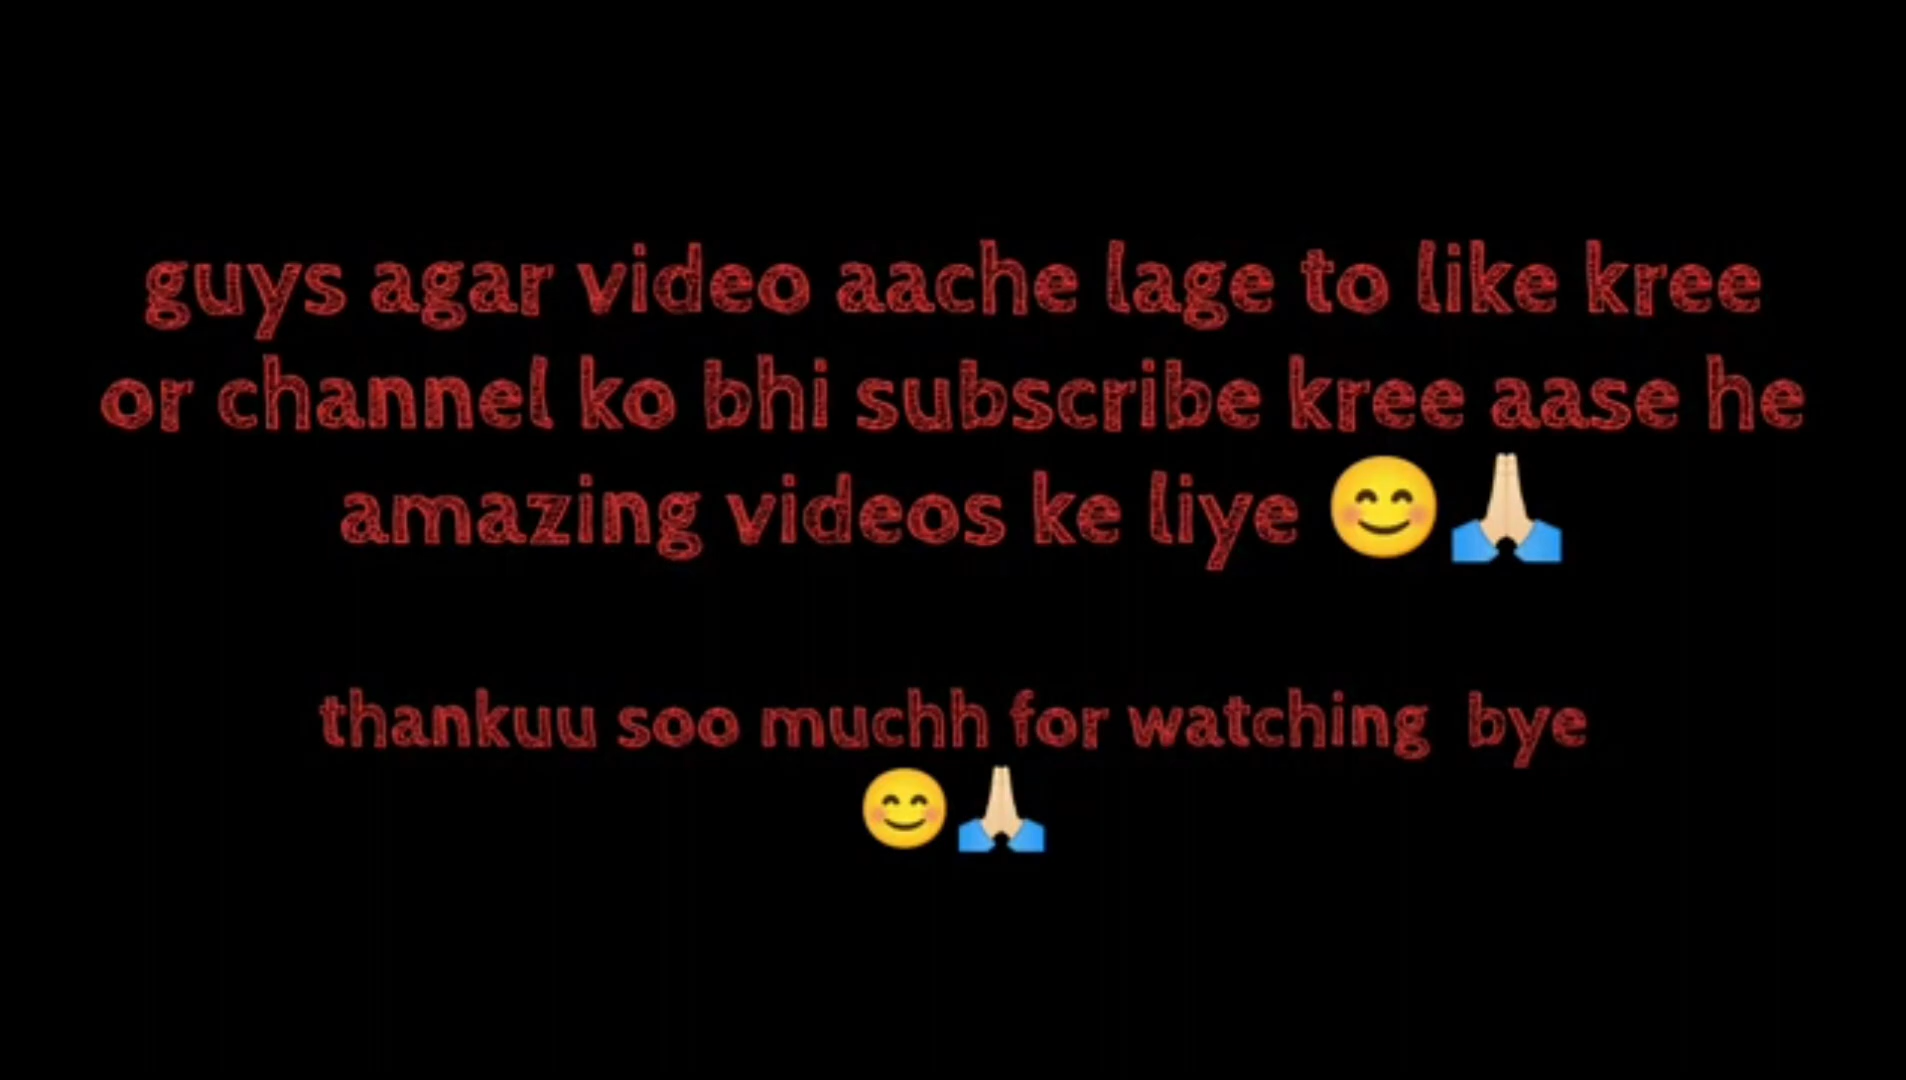 guys agar video aache lage to like kree
or channel ko bhi subscribe kree aase he
amazing videos ke liye 😊🙏🏻
thankuu soo muchh for watching bye
😊🙏🏻